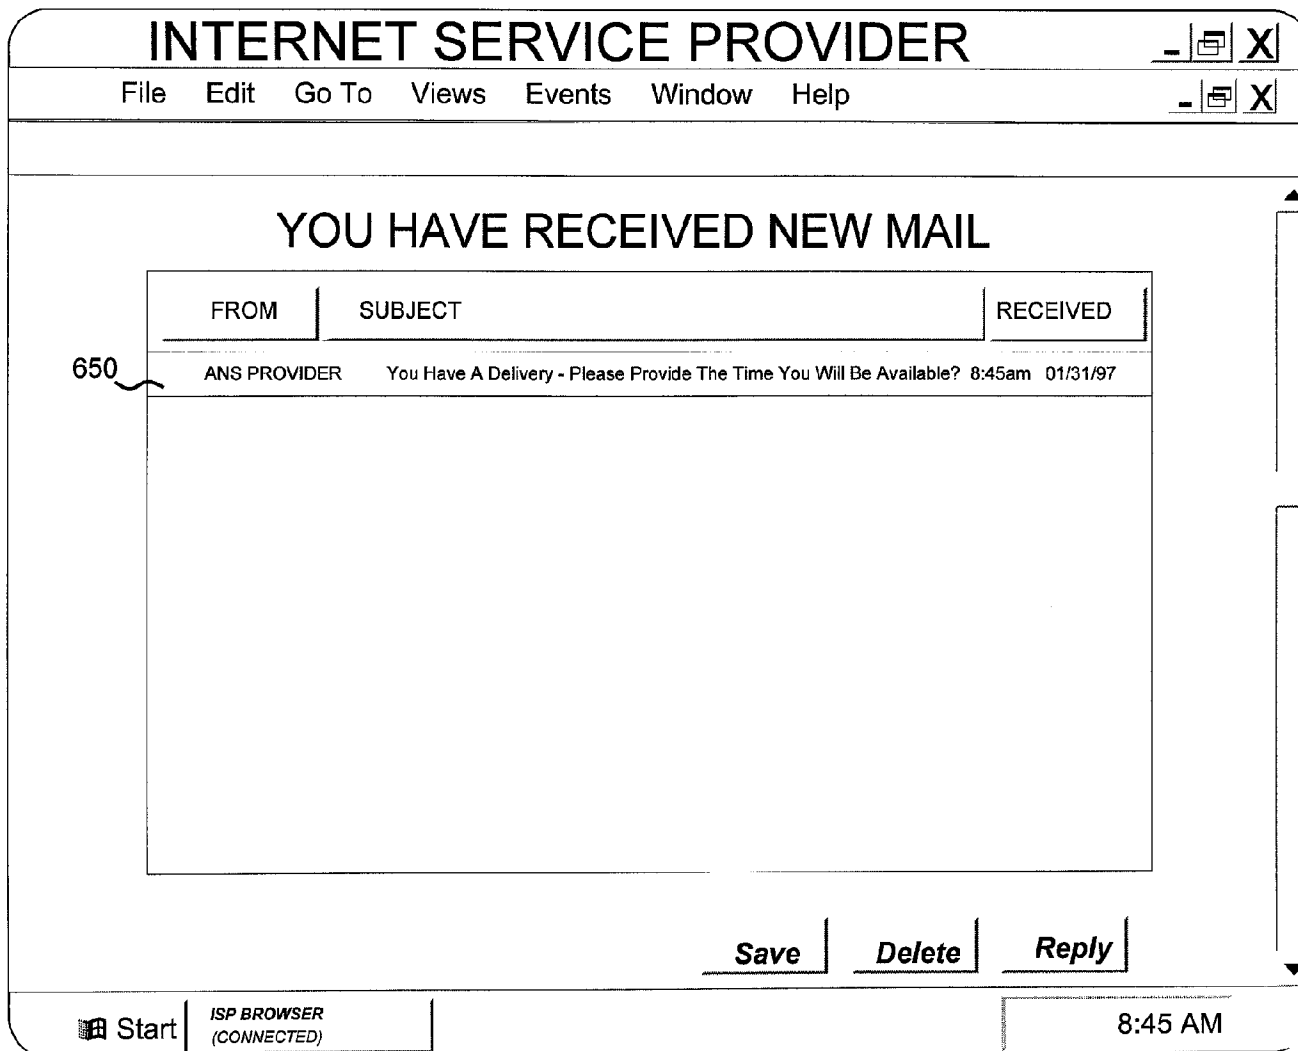 INTERNET SERVICE PROVIDER
File Edit Go To Views Events Window Help
YOU HAVE RECEIVED NEW MAIL
FROM SUBJECT RECEIVED
650 ANS PROVIDER You Have A Delivery - Please Provide The Time You Will Be Available? 8:45am 01/31/97
Save Delete Reply
Start ISP BROWSER 8:45 AM
(CONNECTED)